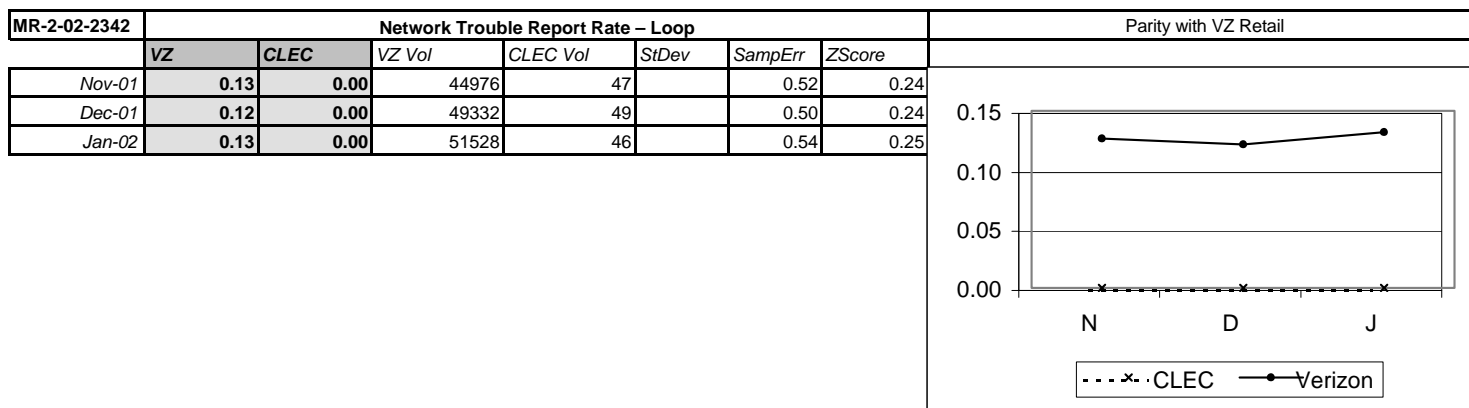 MR-2-02-2342 Network Trouble Report Rate – Loop Parity with VZ Retail
VZ CLEC VZ Vol CLEC Vol StDev SampErr ZScore
Nov-01 0.13 0.00 44976 47 0.52 0.24
Dec-01 0.12 0.00 49332 49 0.50 0.24
Jan-02 0.13 0.00 51528 46 0.54 0.25
0.15
0.10
0.05
0.00
N D J
CLEC Verizon